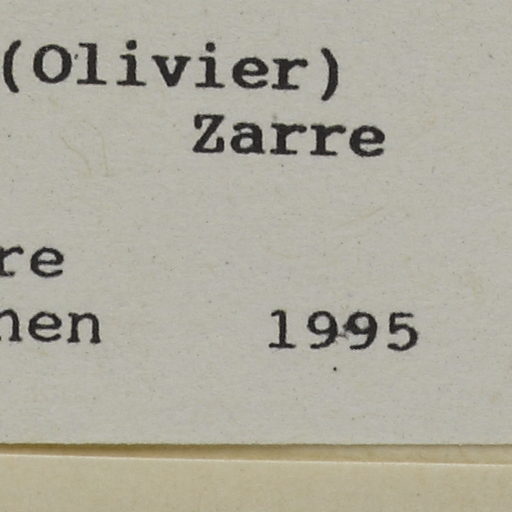 (Olivier)
Zarre
re
hen 1995